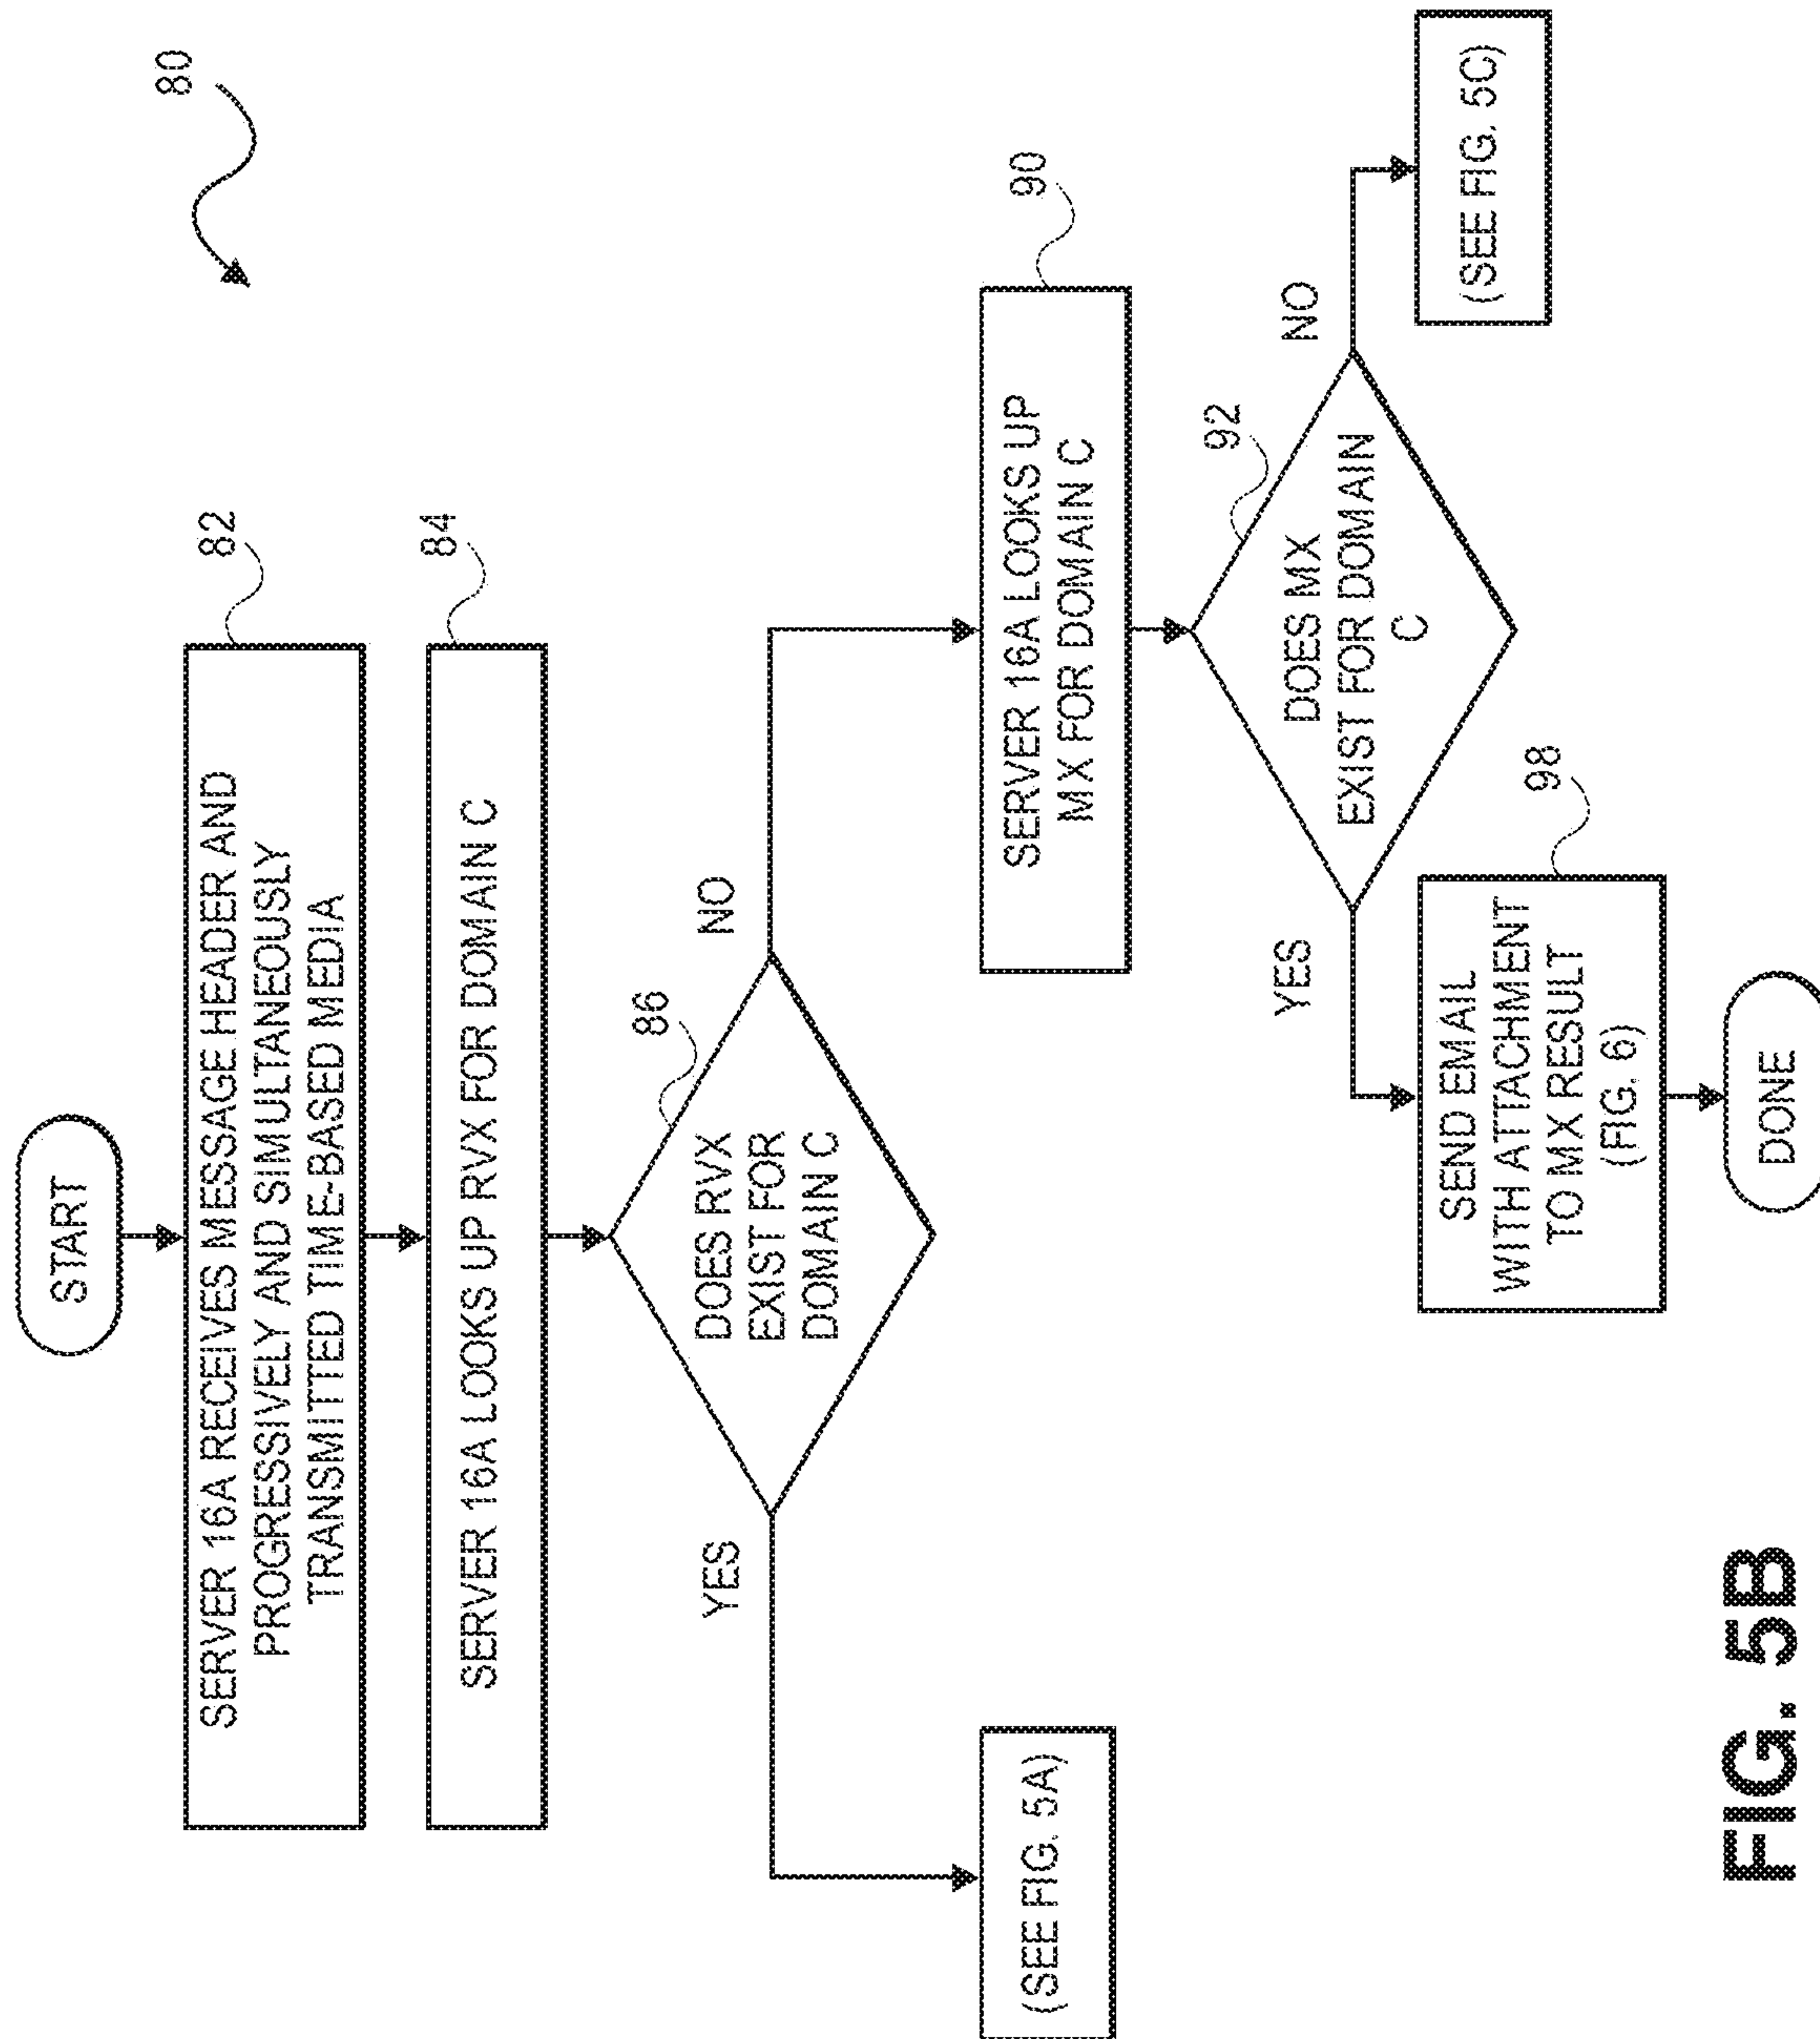 80
START
82
SERVER 16A RECEIVES MESSAGE HEADER AND
PROGRESSIVELY AND SIMULTANEOUSLY
TRANSMITTED TIME-BASED MEDIA
84
SERVER 16A LOOKS UP RVX FOR DOMAIN C
86
DOES RVX
EXIST FOR
DOMAIN C
YES
NO
(SEE FIG. 5A)
90
SERVER 16A LOOKS UP
MX FOR DOMAIN C
92
DOES MX
EXIST FOR DOMAIN
C
YES
NO
98
SEND EMAIL
WITH ATTACHMENT
TO MX RESULT
(FIG. 6)
(SEE FIG. 5C)
DONE
FIG. 5B